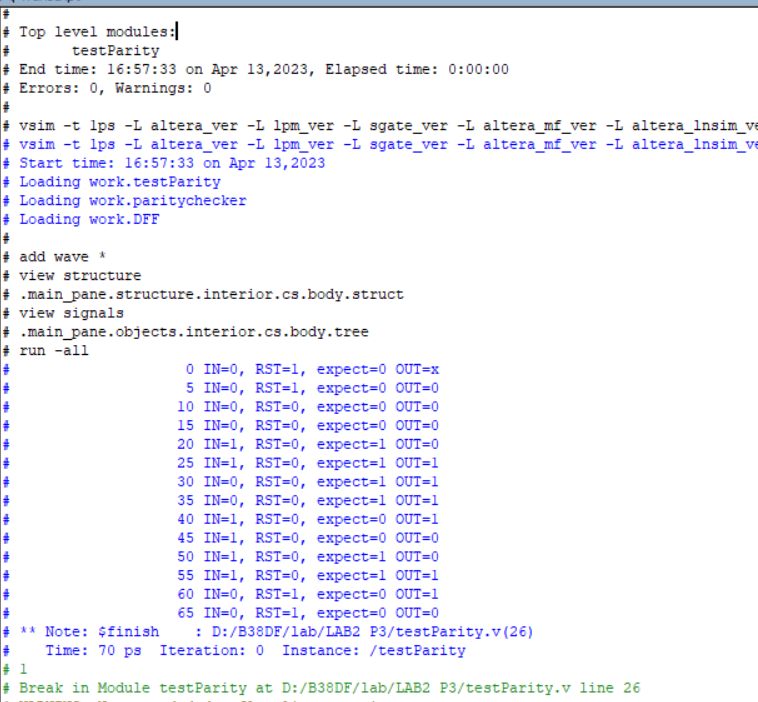 #
# Top level modules:
#       testParity
# End time: 16:57:33 on Apr 13,2023, Elapsed time: 0:00:00
# Errors: 0, Warnings: 0
#
# vsim -t 1ps -L altera_ver -L lpm_ver -L sgate_ver -L altera_mf_ver -L altera_lnsim_ve
# vsim -t 1ps -L altera_ver -L lpm_ver -L sgate_ver -L altera_mf_ver -L altera_lnsim_ve
# Start time: 16:57:33 on Apr 13,2023
# Loading work.testParity
# Loading work.paritychecker
# Loading work.DFF
#
# add wave *
# view structure
# .main_pane.structure.interior.cs.body.struct
# view signals
# .main_pane.objects.interior.cs.body.tree
# run -all
#                    0 IN=0, RST=1, expect=0 OUT=x
#                    5 IN=0, RST=1, expect=0 OUT=0
#                   10 IN=0, RST=0, expect=0 OUT=0
#                   15 IN=0, RST=0, expect=0 OUT=0
#                   20 IN=1, RST=0, expect=1 OUT=0
#                   25 IN=1, RST=0, expect=1 OUT=1
#                   30 IN=0, RST=0, expect=1 OUT=1
#                   35 IN=0, RST=0, expect=1 OUT=1
#                   40 IN=1, RST=0, expect=0 OUT=1
#                   45 IN=1, RST=0, expect=0 OUT=0
#                   50 IN=1, RST=0, expect=1 OUT=0
#                   55 IN=1, RST=0, expect=1 OUT=1
#                   60 IN=0, RST=1, expect=0 OUT=1
#                   65 IN=0, RST=1, expect=0 OUT=0
# ** Note: $finish    : D:/B38DF/lab/LAB2 P3/testParity.v(26)
#    Time: 70 ps  Iteration: 0  Instance: /testParity
# 1
# Break in Module testParity at D:/B38DF/lab/LAB2 P3/testParity.v line 26